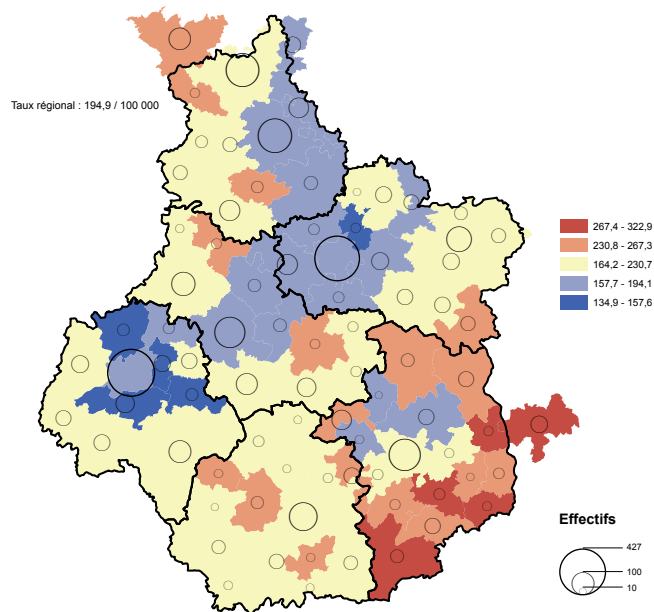 Taux régional : 194,9 / 100 000
267,4 - 322,9
230,8 - 267,3
164,2 - 230,7
157,7 - 194,1
134,9 - 157,6
Effectifs
427
100
10